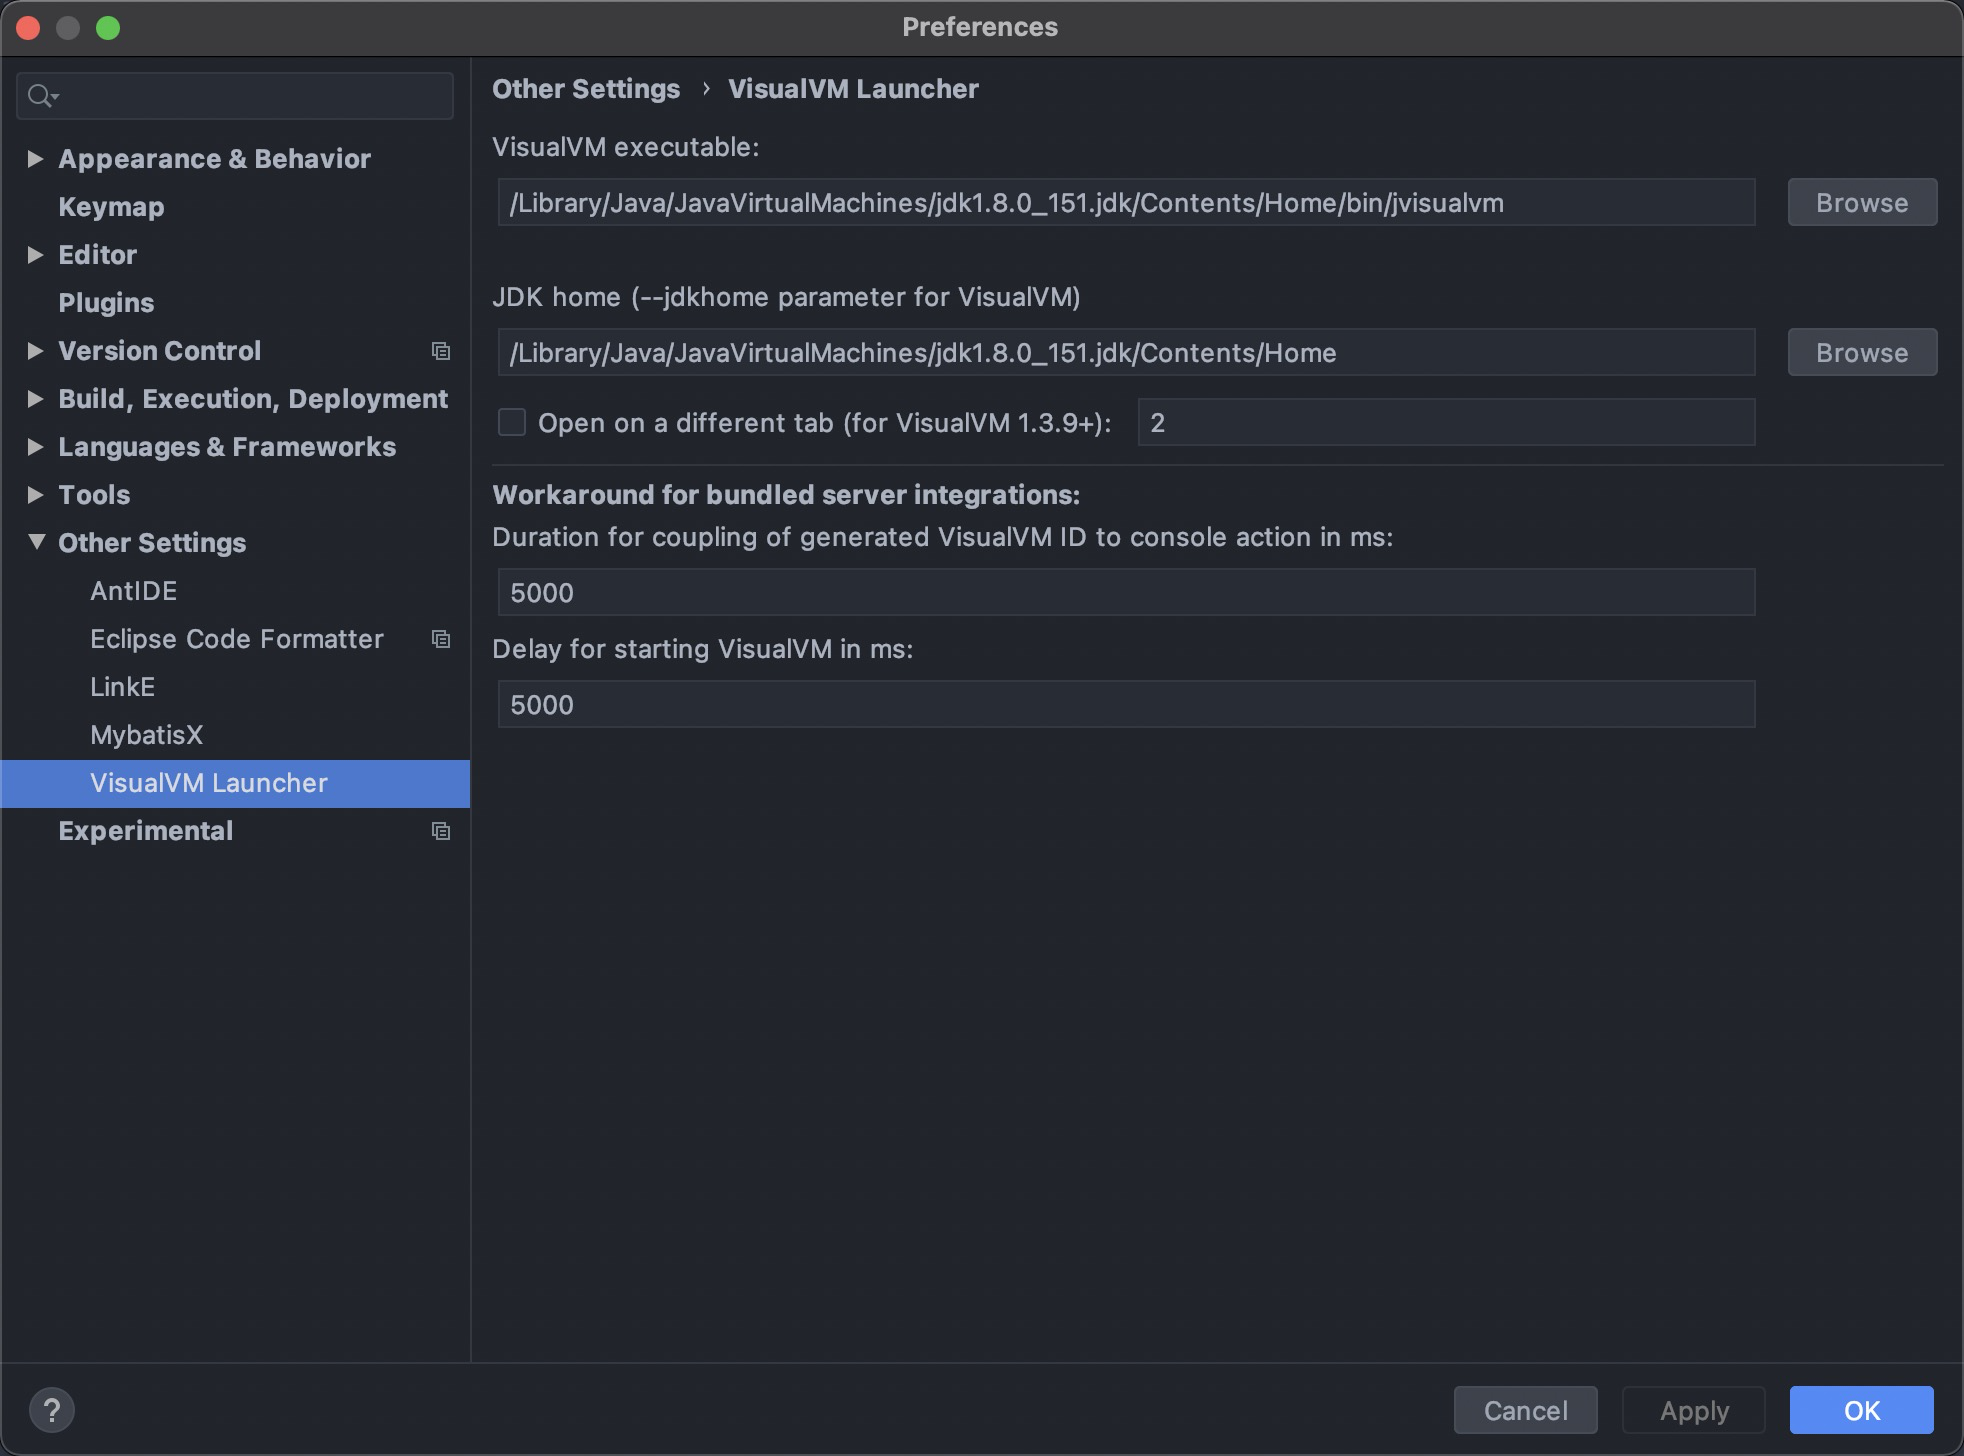 Preferences
Appearance & Behavior
Keymap
Editor
Plugins
Version Control
Build, Execution, Deployment
Languages & Frameworks
Tools
Other Settings
AntIDE
Eclipse Code Formatter
LinkE
MybatisX
VisualVM Launcher
Experimental
Other Settings › VisualVM Launcher
VisualVM executable:
/Library/Java/JavaVirtualMachines/jdk1.8.0_151.jdk/Contents/Home/bin/jvisualvm Browse
JDK home (--jdkhome parameter for VisualVM)
/Library/Java/JavaVirtualMachines/jdk1.8.0_151.jdk/Contents/Home Browse
Open on a different tab (for VisualVM 1.3.9+): 2
Workaround for bundled server integrations:
Duration for coupling of generated VisualVM ID to console action in ms:
5000
Delay for starting VisualVM in ms:
5000
? Cancel Apply OK